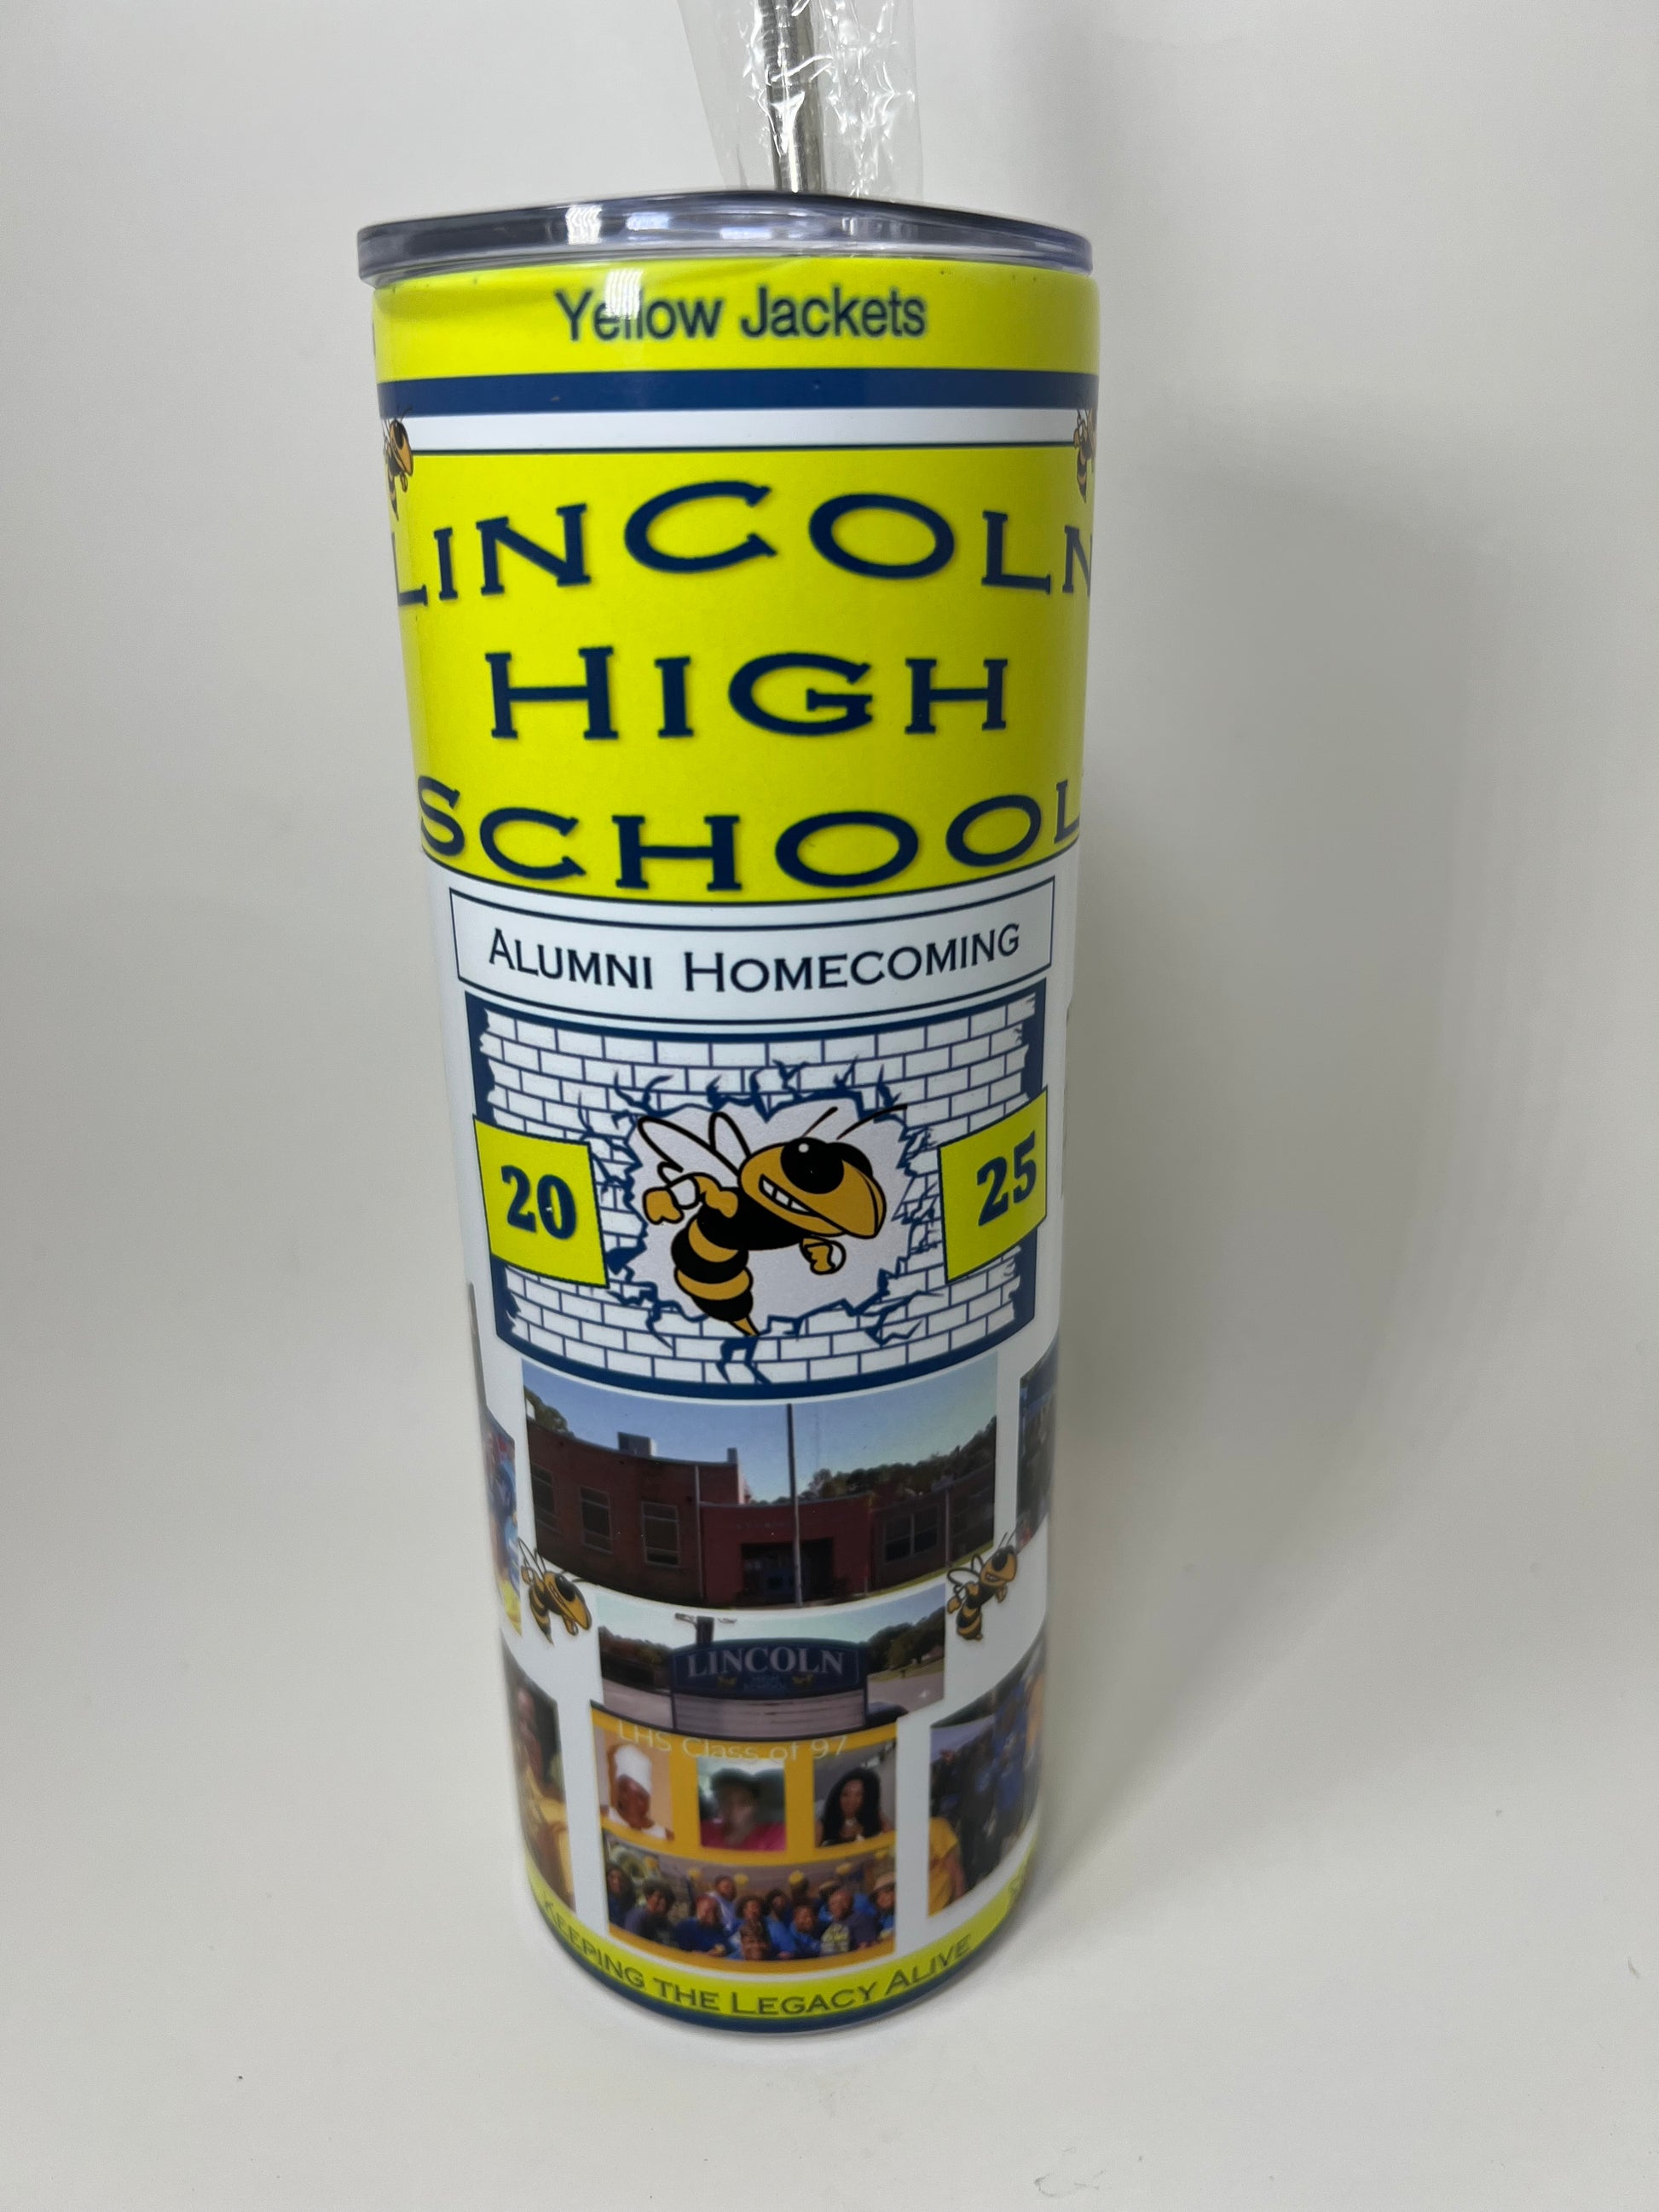 Yellow Jackets
LINCOLN
HIGH
SCHOOL
ALUMNI HOMECOMING
20 25
LINCOLN
LHS Class of 97
KEEPING THE LEGACY ALIVE